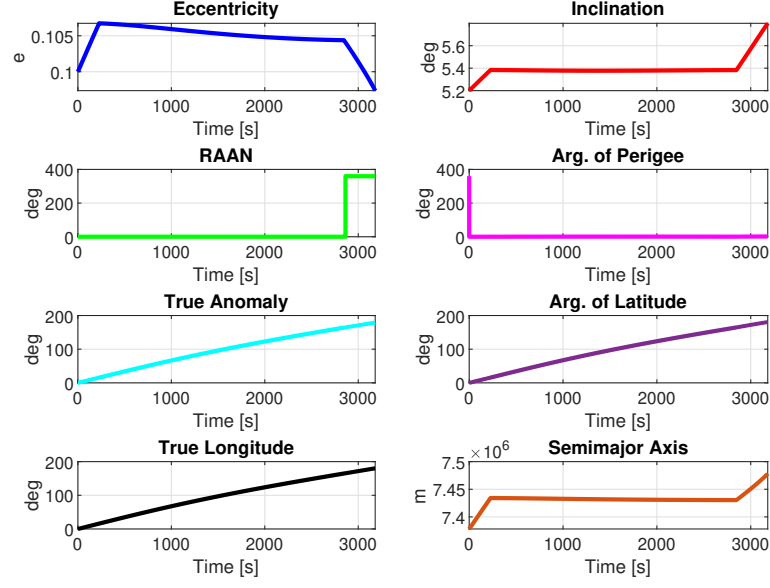 Eccentricity
0.105
0.1
e
0 1000 2000 3000
Time [s]
Inclination
5.6
5.4
5.2
deg
0 1000 2000 3000
Time [s]
RAAN
400
200
0
deg
0 1000 2000 3000
Time [s]
Arg. of Perigee
400
200
0
deg
0 1000 2000 3000
Time [s]
True Anomaly
200
100
0
deg
0 1000 2000 3000
Time [s]
Arg. of Latitude
200
100
0
deg
0 1000 2000 3000
Time [s]
True Longitude
200
100
0
deg
0 1000 2000 3000
Time [s]
Semimajor Axis
×10⁶
7.5
7.45
7.4
m
0 1000 2000 3000
Time [s]